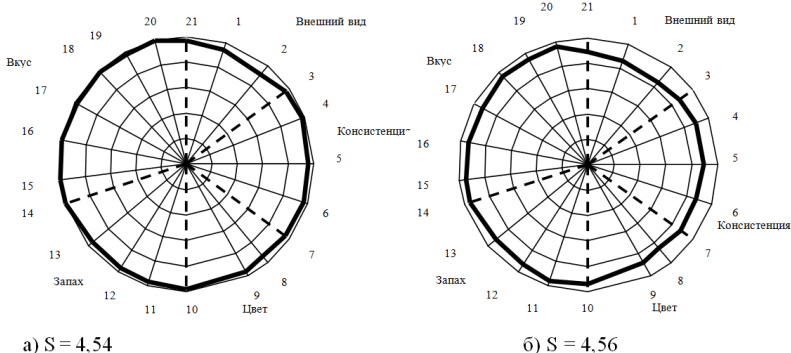 20 21 1 Внешний вид
19 2
18 3
Вкус
17 4
16 Консистенци
5
15
14 6
13 7
Запах 8
12 9
11 10 Цвет
а) S = 4,54
20 21
19 1 Внешний вид
18 2
Вкус 3
17 4
16 5
15
14 6
Консистенция
13 7
Запах 8
12 9
11 10 Цвет
б) S = 4,56